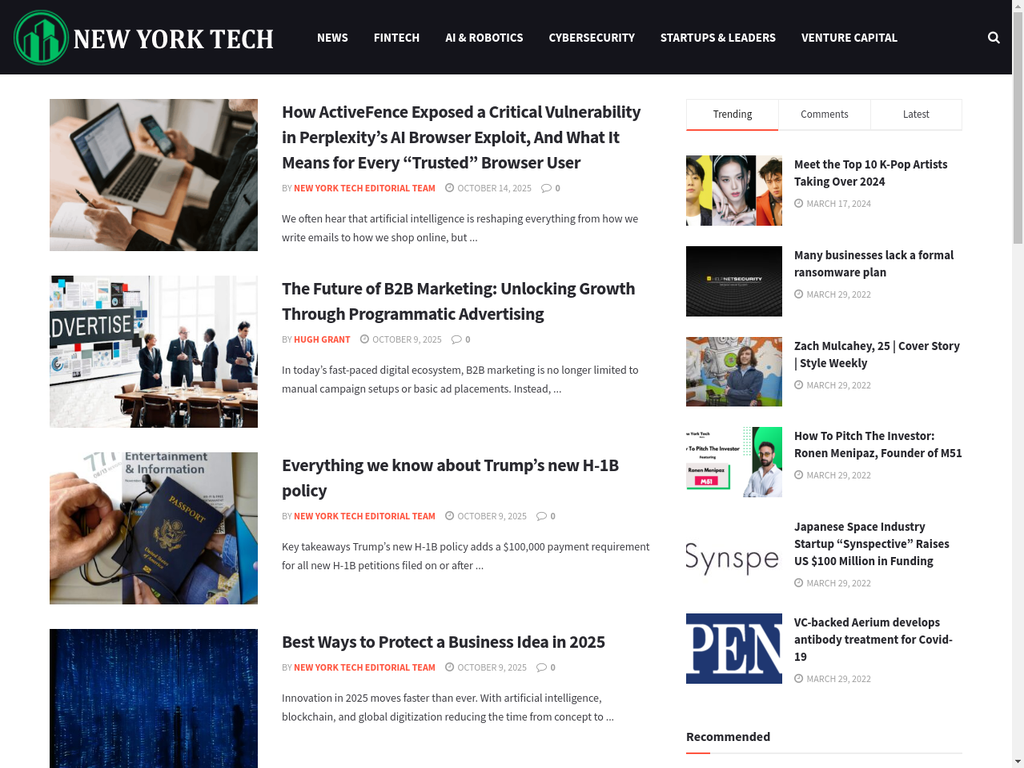 NEW YORK TECH
NEWS
FINTECH
AI & ROBOTICS
CYBERSECURITY
STARTUPS & LEADERS
VENTURE CAPITAL
How ActiveFence Exposed a Critical Vulnerability
in Perplexity’s AI Browser Exploit, And What It
Means for Every “Trusted” Browser User
BY NEW YORK TECH EDITORIAL TEAM OCTOBER 14, 2025 0
We often hear that artificial intelligence is reshaping everything from how we
write emails to how we shop online, but ...
DVERTISE
The Future of B2B Marketing: Unlocking Growth
Through Programmatic Advertising
BY HUGH GRANT OCTOBER 9, 2025 0
In today’s fast-paced digital ecosystem, B2B marketing is no longer limited to
manual campaign setups or basic ad placements. Instead, ...
Entertainment
& Information
PASSPORT
United States
of America
Everything we know about Trump’s new H-1B
policy
BY NEW YORK TECH EDITORIAL TEAM OCTOBER 9, 2025 0
Key takeaways Trump’s new H-1B policy adds a $100,000 payment requirement
for all new H-1B petitions filed on or after ...
Best Ways to Protect a Business Idea in 2025
BY NEW YORK TECH EDITORIAL TEAM OCTOBER 9, 2025 0
Innovation in 2025 moves faster than ever. With artificial intelligence,
blockchain, and global digitization reducing the time from concept to ...
Trending
Comments
Latest
Meet the Top 10 K-Pop Artists
Taking Over 2024
MARCH 17, 2024
NETSECURITY
Many businesses lack a formal
ransomware plan
MARCH 29, 2022
Zach Mulcahey, 25 | Cover Story
| Style Weekly
MARCH 29, 2022
w York Tech
To Pitch The Investor
Featuring
Ronen Menipaz
M51
How To Pitch The Investor:
Ronen Menipaz, Founder of M51
MARCH 29, 2022
Synspe
Japanese Space Industry
Startup “Synspective” Raises
US $100 Million in Funding
MARCH 29, 2022
PEN
VC-backed Aerium develops
antibody treatment for Covid-
19
MARCH 29, 2022
Recommended